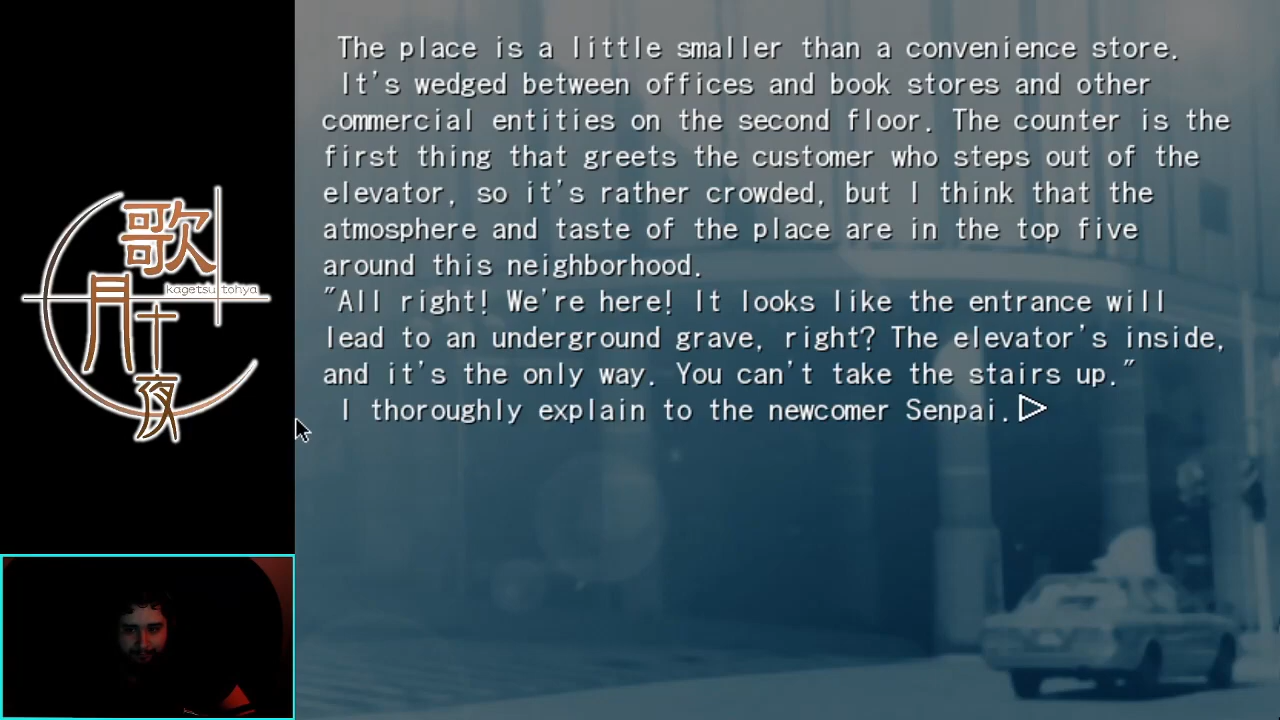 The place is a little smaller than a convenience store.
It's wedged between offices and book stores and other
commercial entities on the second floor. The counter is the
first thing that greets the customer who steps out of the
elevator, so it's rather crowded, but I think that the
atmosphere and taste of the place are in the top five
around this neighborhood.
"All right! We're here! It looks like the entrance will
lead to an underground grave, right? The elevator's inside,
and it's the only way. You can't take the stairs up."
I thoroughly explain to the newcomer Senpai.
歌
月
十
夜
kagetsu tohya